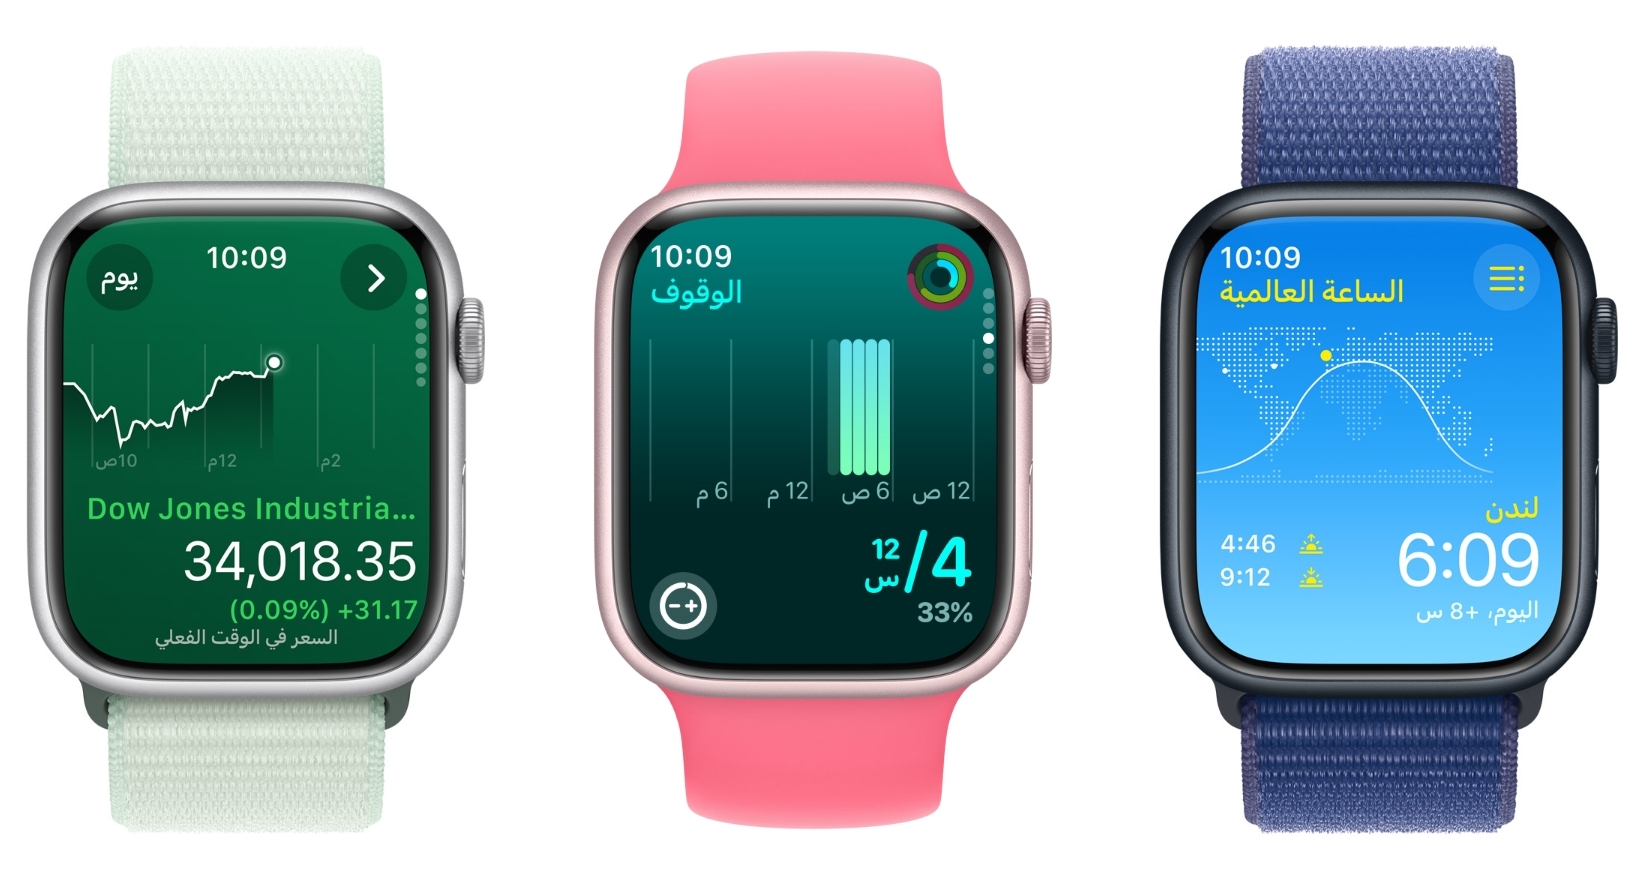 يوم
10:09
10ص
12م
2م
Dow Jones Industria...
34,018.35
(0.09%) +31.17
السعر في الوقت الفعلي
10:09
الوقوف
12 ص
6 ص
12 م
6 م
4/12 س
33%
10:09
الساعة العالمية
لندن
6:09
4:46
9:12
اليوم، +8 س